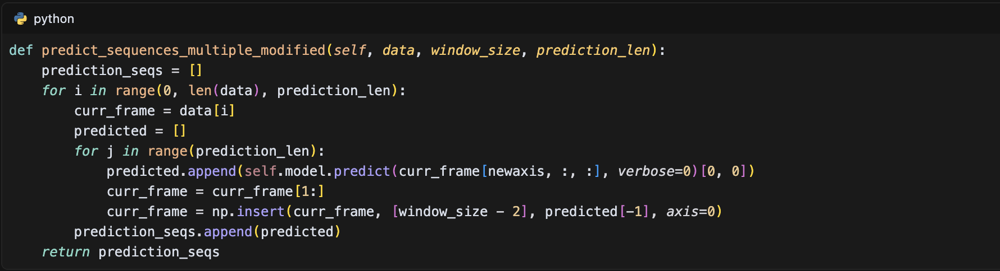 python
def predict_sequences_multiple_modified(self, data, window_size, prediction_len):
    prediction_seqs = []
    for i in range(0, len(data), prediction_len):
        curr_frame = data[i]
        predicted = []
        for j in range(prediction_len):
            predicted.append(self.model.predict(curr_frame[newaxis, :, :], verbose=0)[0, 0])
            curr_frame = curr_frame[1:]
            curr_frame = np.insert(curr_frame, [window_size - 2], predicted[-1], axis=0)
        prediction_seqs.append(predicted)
    return prediction_seqs